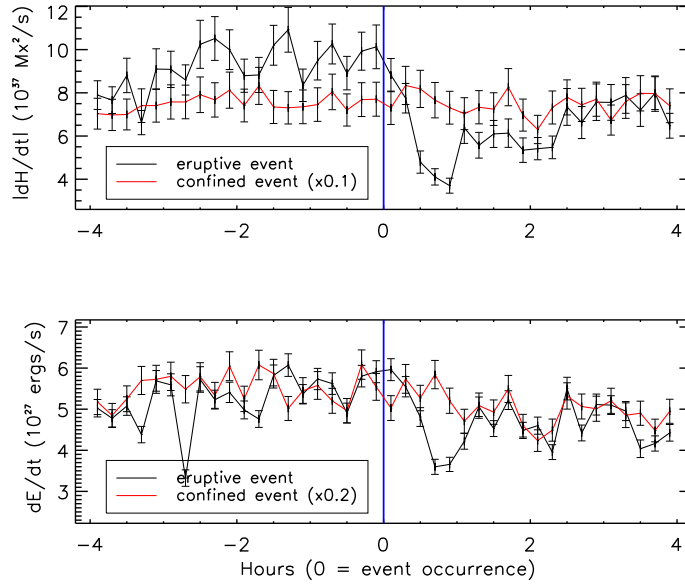 12
10
8
6
4
|dH/dt| (10³⁷ Mx²/s)
eruptive event
confined event (x0.1)
-4 -2 0 2 4
7
6
5
4
3
dE/dt (10²⁷ ergs/s)
eruptive event
confined event (x0.2)
-4 -2 0 2 4
Hours (0 = event occurrence)